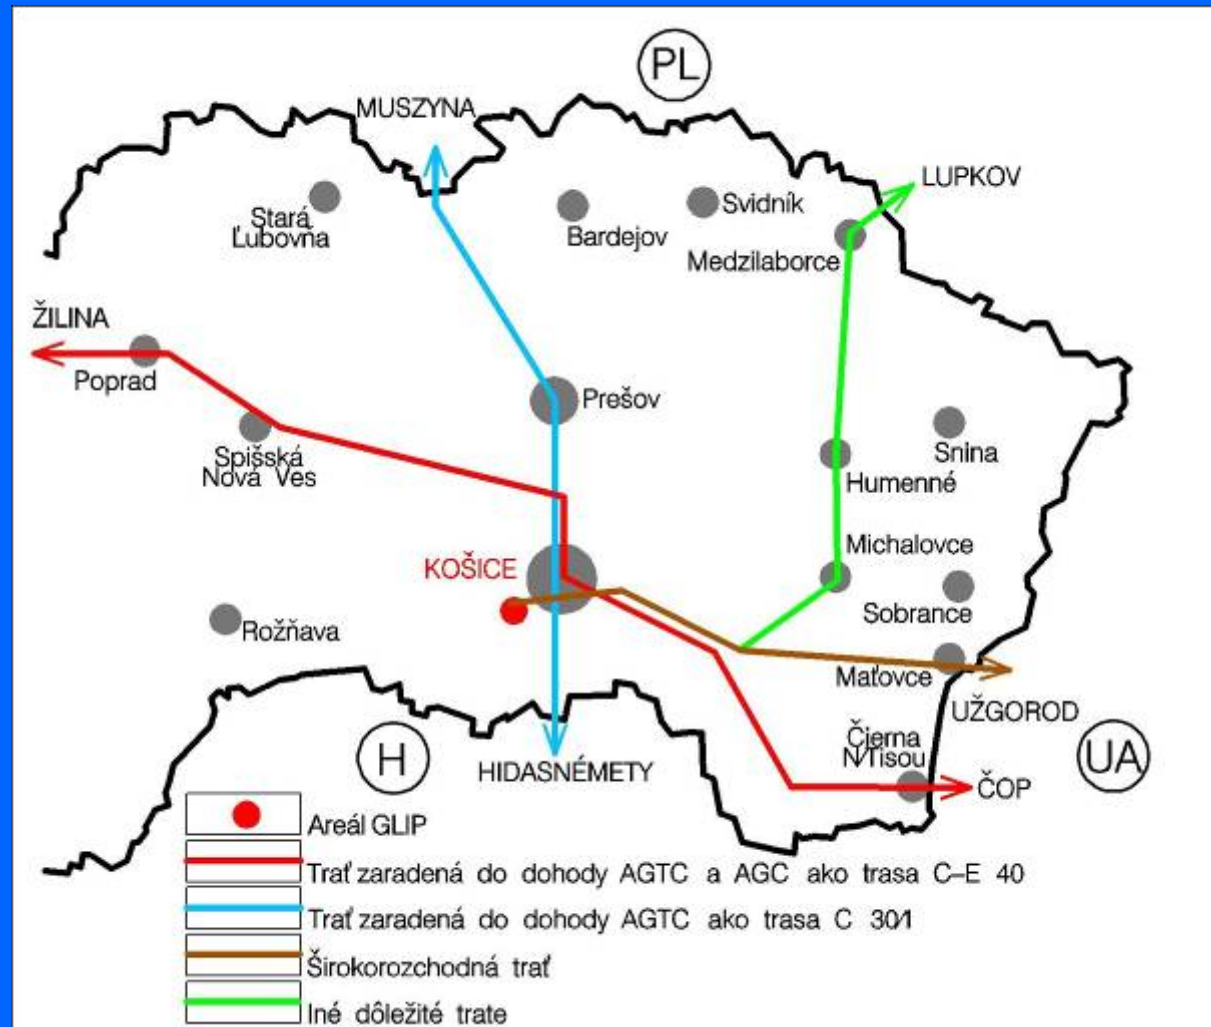 PL
MUSZYNA
LUPKOV
Stará
Ľubovňa
Bardejov
Svidník
Medzilaborce
ŽILINA
Poprad
Prešov
Spišská
Nová Ves
Snina
Humenné
Michalovce
KOŠICE
Sobrance
Rožňava
Maťovce
UŽGOROD
Čierna
N/Tisou
H
HIDASNÉMETY
UA
ČOP
Areál GLIP
Trať zaradená do dohody AGTC a AGC ako trasa C-E 40
Trať zaradená do dohody AGTC ako trasa C 30/1
Širokorozchodná trať
Iné dôležité trate